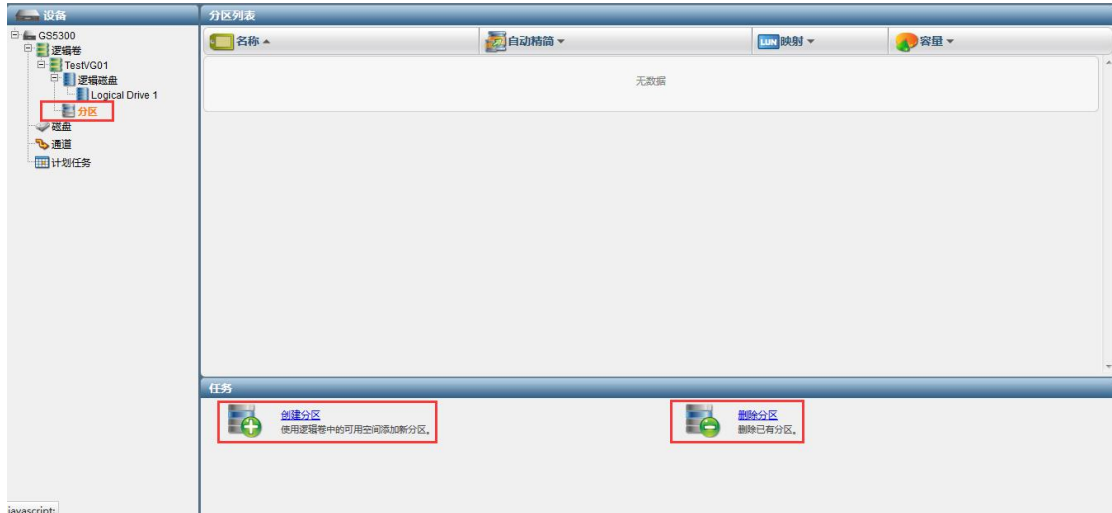 设备
GS5300
逻辑卷
TestVG01
逻辑磁盘
Logical Drive 1
分区
磁盘
通道
计划任务
分区列表
名称 自动精简 LUN 映射 容量
无数据
任务
创建分区
使用逻辑卷中的可用空间添加新分区。
删除分区
删除已有分区。
javascript: